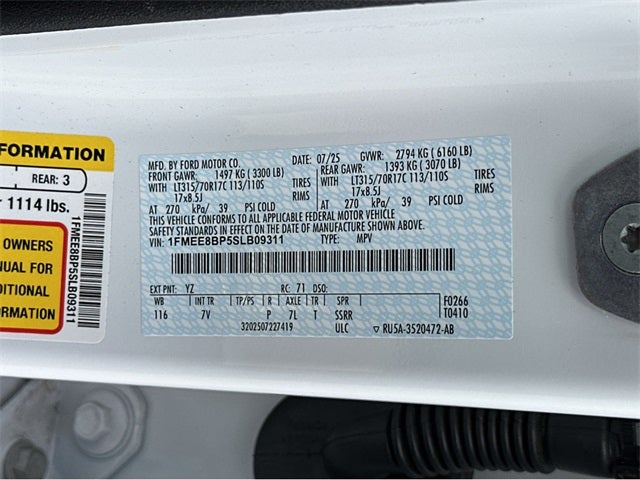 FORMATION
REAR: 3
r 1114 lbs.
OWNERS
NUAL FOR
DITIONAL
RMATION
1FMEE8BP5SLB09311
MFD. BY FORD MOTOR CO.
DATE: 07/25 GVWR: 2794 KG ( 6160 LB)
FRONT GAWR: 1497 KG ( 3300 LB)
REAR GAWR: 1393 KG ( 3070 LB)
WITH LT315/70R17C 113/110S TIRES WITH LT315/70R17C 113/110S TIRES
17x8.5J RIMS 17x8.5J RIMS
AT 270 kPa/ 39 PSI COLD AT 270 kPa/ 39 PSI COLD
THIS VEHICLE CONFORMS TO ALL APPLICABLE FEDERAL MOTOR VEHICLE
SAFETY STANDARDS IN EFFECT ON THE DATE OF MANUFACTURE SHOWN ABOVE.
VIN: 1FMEE8BP5SLB09311 TYPE: MPV
EXT PNT: YZ RC: 71 DSO:
WB INT TR TP/PS R AXLE TR SPR F0266
116 7V P 7L T SSRR T0410
3202507227419 ULC RU5A-3520472-AB